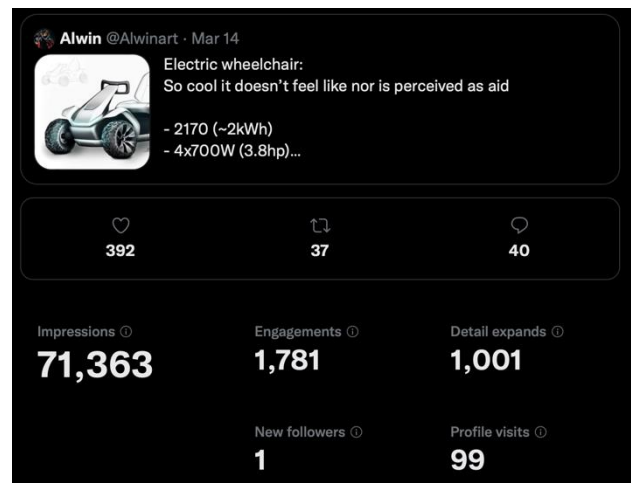 Alwin @Alwinart · Mar 14
Electric wheelchair:
So cool it doesn’t feel like nor is perceived as aid
- 2170 (~2kWh)
- 4x700W (3.8hp)...
392
37
40
Impressions
Engagements
Detail expands
71,363
1,781
1,001
New followers
Profile visits
1
99